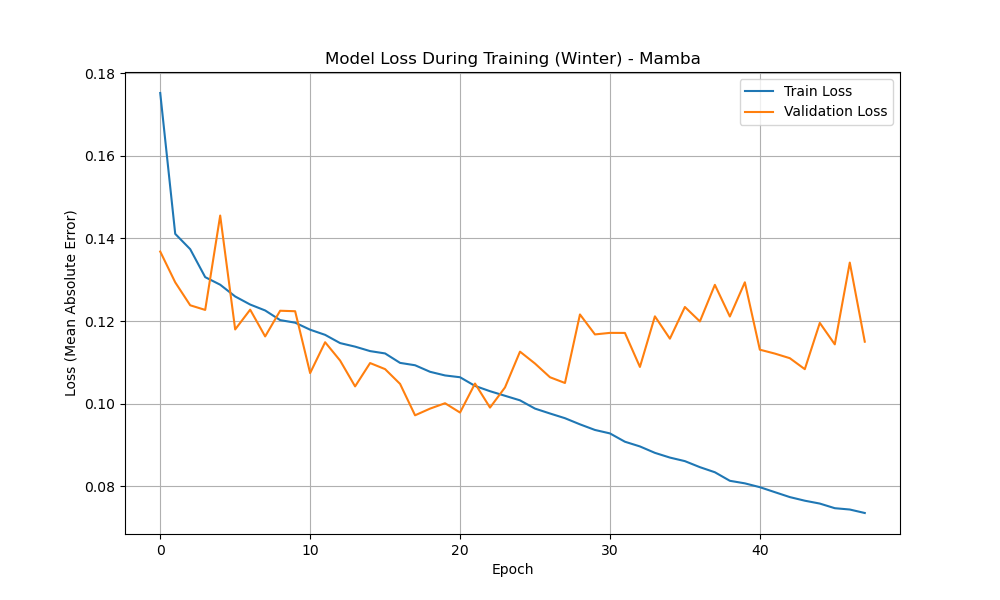 Model Loss During Training (Winter) - Mamba
Train Loss
Validation Loss
Loss (Mean Absolute Error)
0.18
0.16
0.14
0.12
0.10
0.08
0
10
20
30
40
Epoch